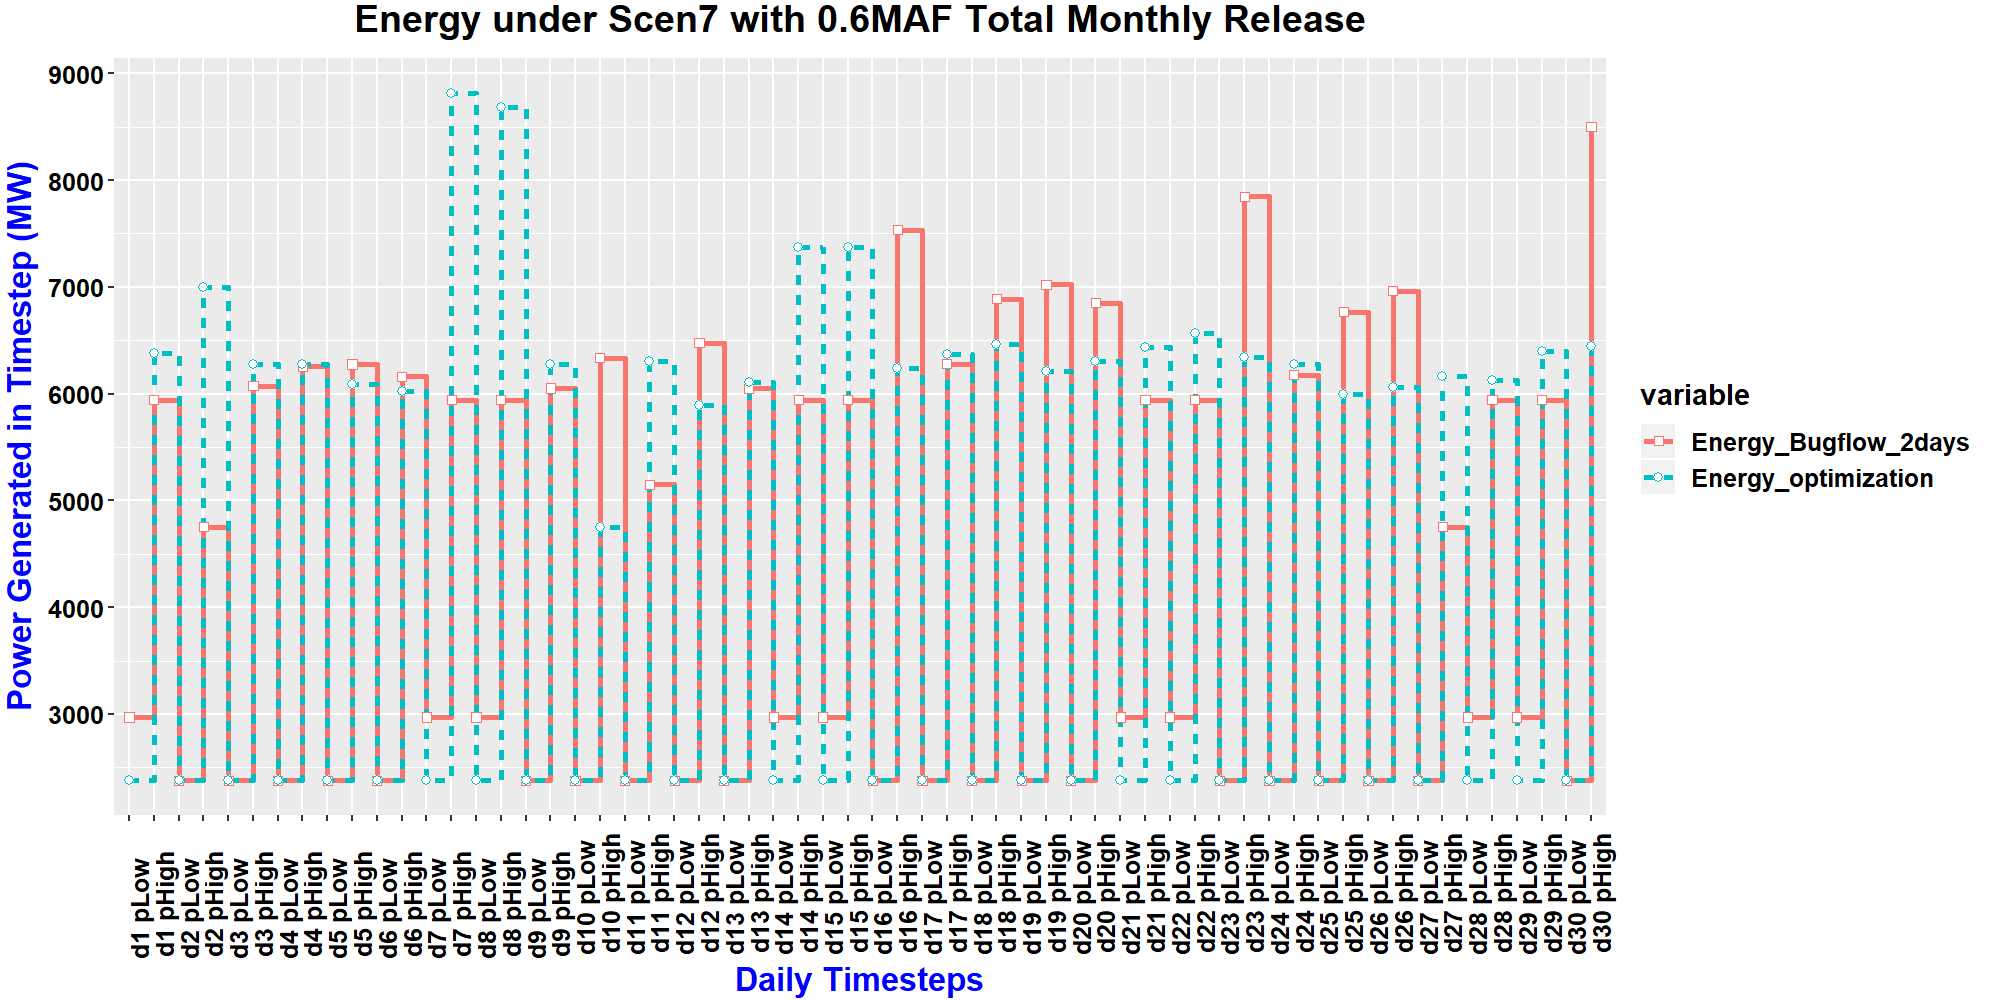 Energy under Scen7 with 0.6MAF Total Monthly Release
Power Generated in Timestep (MW)
9000
8000
7000
6000
5000
4000
3000
d1 pLow
d1 pHigh
d2 pLow
d2 pHigh
d3 pLow
d3 pHigh
d4 pLow
d4 pHigh
d5 pLow
d5 pHigh
d6 pLow
d6 pHigh
d7 pLow
d7 pHigh
d8 pLow
d8 pHigh
d9 pLow
d9 pHigh
d10 pLow
d10 pHigh
d11 pLow
d11 pHigh
d12 pLow
d12 pHigh
d13 pLow
d13 pHigh
d14 pLow
d14 pHigh
d15 pLow
d15 pHigh
d16 pLow
d16 pHigh
d17 pLow
d17 pHigh
d18 pLow
d18 pHigh
d19 pLow
d19 pHigh
d20 pLow
d20 pHigh
d21 pLow
d21 pHigh
d22 pLow
d22 pHigh
d23 pLow
d23 pHigh
d24 pLow
d24 pHigh
d25 pLow
d25 pHigh
d26 pLow
d26 pHigh
d27 pLow
d27 pHigh
d28 pLow
d28 pHigh
d29 pLow
d29 pHigh
d30 pLow
d30 pHigh
Daily Timesteps
variable
Energy_Bugflow_2days
Energy_optimization